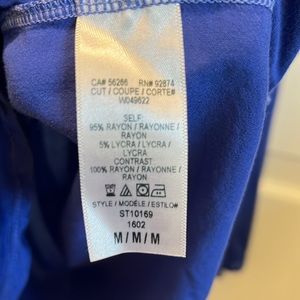 CA# 56266 RN# 92874
CUT / COUPE / CORTE#
W049622
SELF
95% RAYON / RAYONNE /
RAYON
5% LYCRA / LYCRA /
LYCRA
CONTRAST
100% RAYON / RAYONNE /
RAYON
STYLE / MODÈLE / ESTILO#
ST10169
1602
M / M / M